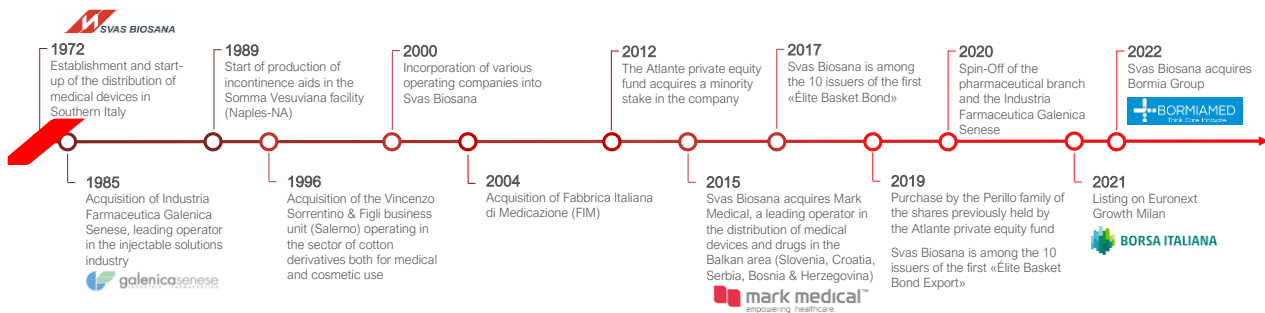 SVAS BIOSANA
1972
Establishment and start-
up of the distribution of
medical devices in
Southern Italy
1989
Start of production of
incontinence aids in the
Somma Vesuviana facility
(Naples-NA)
2000
Incorporation of various
operating companies into
Svas Biosana
2012
The Atlante private equity
fund acquires a minority
stake in the company
2017
Svas Biosana is among
the 10 issuers of the first
«Élite Basket Bond»
2020
Spin-Off of the
pharmaceutical branch
and the Industria
Farmaceutica Galenica
Senese
2022
Svas Biosana acquires
Bormia Group
BORMIAMED
Think Care Innovate
1985
Acquisition of Industria
Farmaceutica Galenica
Senese, leading operator
in the injectable solutions
industry
galenicasenese
INDUSTRIA FARMACEUTICA
1996
Acquisition of the Vincenzo
Sorrentino & Figli business
unit (Salerno) operating in
the sector of cotton
derivatives both for medical
and cosmetic use
2004
Acquisition of Fabbrica Italiana
di Medicazione (FIM)
2015
Svas Biosana acquires Mark
Medical, a leading operator in
the distribution of medical
devices and drugs in the
Balkan area (Slovenia, Croatia,
Serbia, Bosnia & Herzegovina)
mark medical™
empowering healthcare.
2019
Purchase by the Perillo family of
the shares previously held by
the Atlante private equity fund
Svas Biosana is among the 10
issuers of the first «Élite Basket
Bond Export»
2021
Listing on Euronext
Growth Milan
BORSA ITALIANA